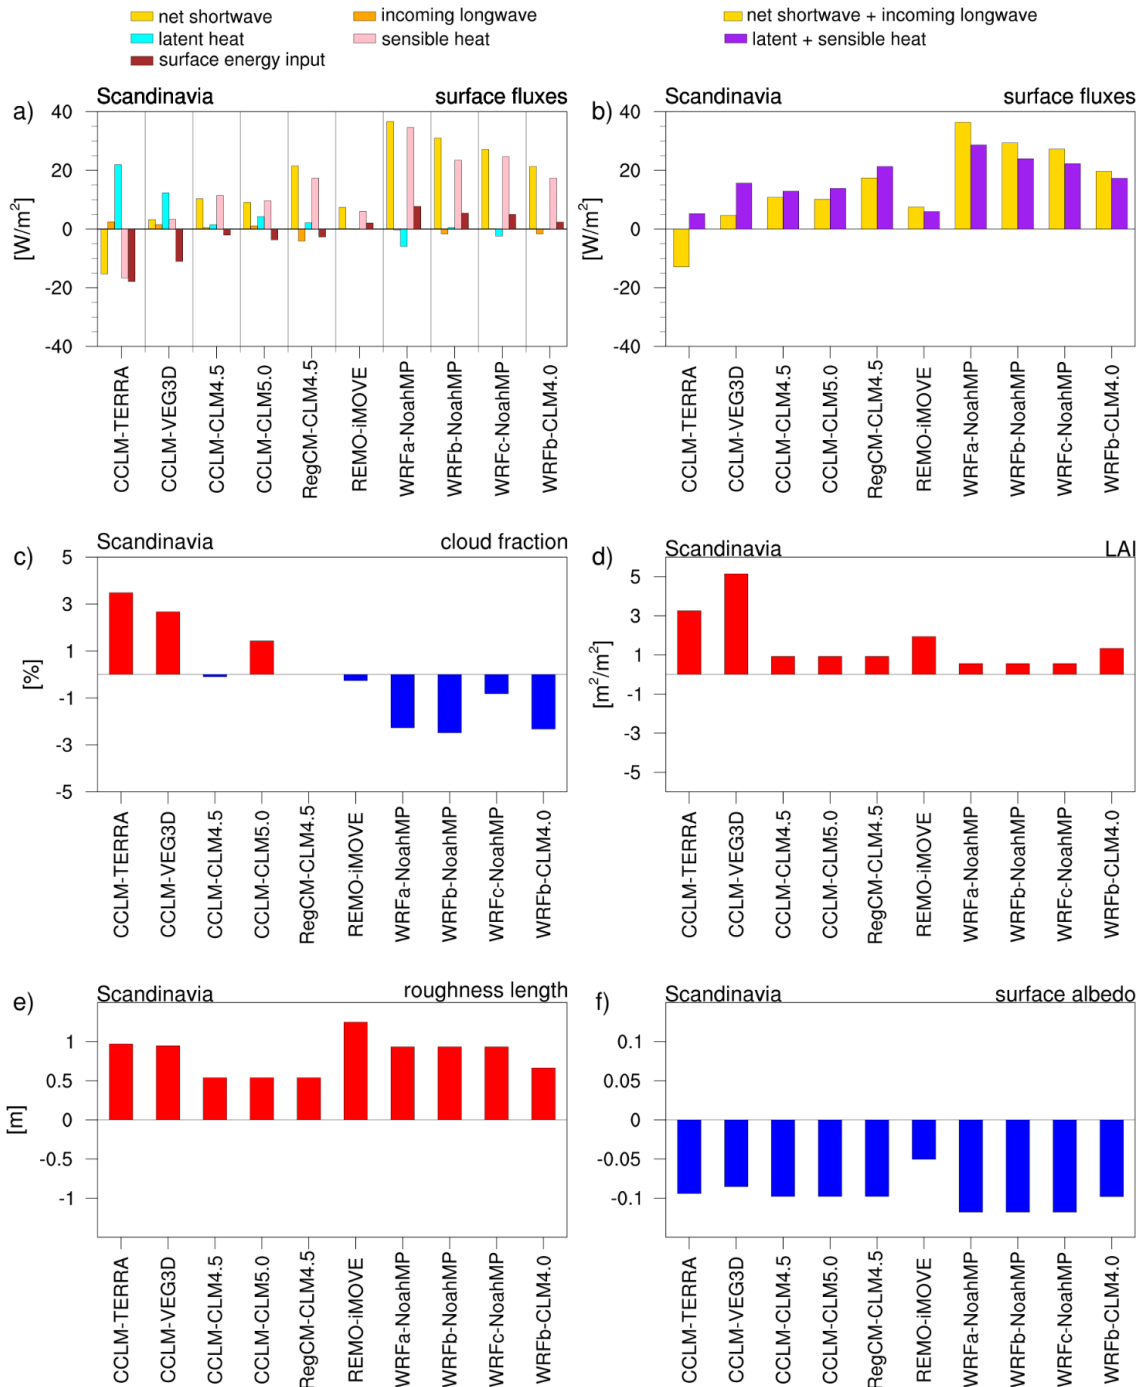 net shortwave
incoming longwave
net shortwave + incoming longwave
latent heat
sensible heat
latent + sensible heat
surface energy input
a)
Scandinavia
surface fluxes
b)
Scandinavia
surface fluxes
40
20
0
-20
-40
[W/m²]
CCLM-TERRA
CCLM-VEG3D
CCLM-CLM4.5
CCLM-CLM5.0
RegCM-CLM4.5
REMO-iMOVE
WRFa-NoahMP
WRFb-NoahMP
WRFc-NoahMP
WRFb-CLM4.0
40
20
0
-20
-40
[W/m²]
CCLM-TERRA
CCLM-VEG3D
CCLM-CLM4.5
CCLM-CLM5.0
RegCM-CLM4.5
REMO-iMOVE
WRFa-NoahMP
WRFb-NoahMP
WRFc-NoahMP
WRFb-CLM4.0
c)
Scandinavia
cloud fraction
5
3
1
-1
-3
-5
[%]
CCLM-TERRA
CCLM-VEG3D
CCLM-CLM4.5
CCLM-CLM5.0
RegCM-CLM4.5
REMO-iMOVE
WRFa-NoahMP
WRFb-NoahMP
WRFc-NoahMP
WRFb-CLM4.0
d)
Scandinavia
LAI
5
3
1
-1
-3
-5
[m²/m²]
CCLM-TERRA
CCLM-VEG3D
CCLM-CLM4.5
CCLM-CLM5.0
RegCM-CLM4.5
REMO-iMOVE
WRFa-NoahMP
WRFb-NoahMP
WRFc-NoahMP
WRFb-CLM4.0
e)
Scandinavia
roughness length
1
0.5
0
-0.5
-1
[m]
CCLM-TERRA
CCLM-VEG3D
CCLM-CLM4.5
CCLM-CLM5.0
RegCM-CLM4.5
REMO-iMOVE
WRFa-NoahMP
WRFb-NoahMP
WRFc-NoahMP
WRFb-CLM4.0
f)
Scandinavia
surface albedo
0.1
0.05
0
-0.05
-0.1
CCLM-TERRA
CCLM-VEG3D
CCLM-CLM4.5
CCLM-CLM5.0
RegCM-CLM4.5
REMO-iMOVE
WRFa-NoahMP
WRFb-NoahMP
WRFc-NoahMP
WRFb-CLM4.0